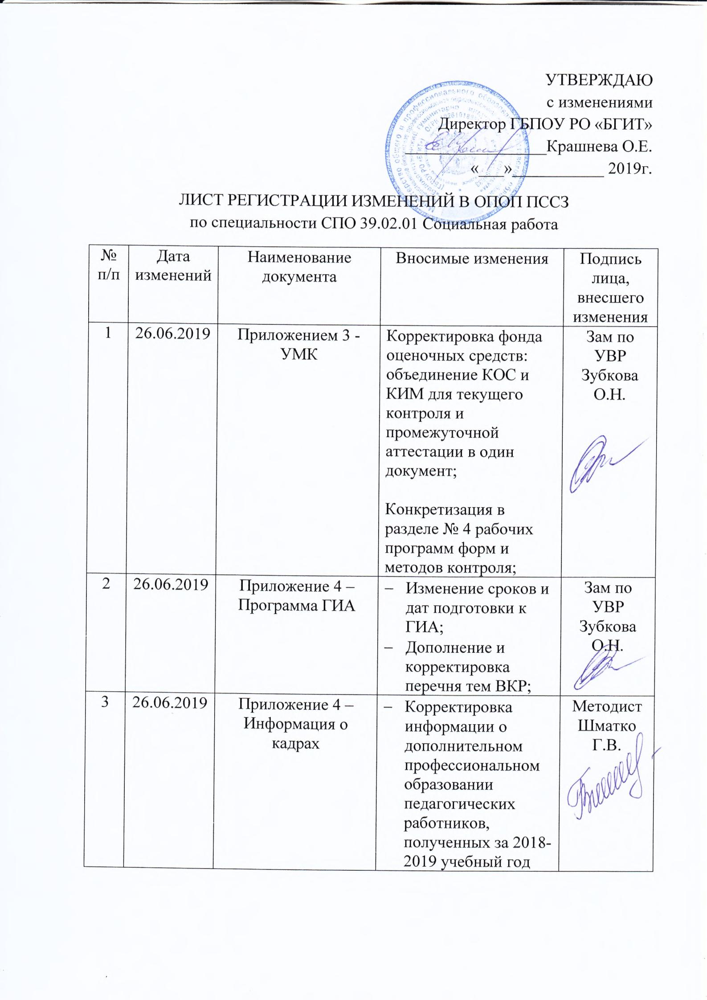 УТВЕРЖДАЮ
с изменениями
Директор ГБПОУ РО «БГИТ»
_________________Крашнева О.Е.
«___»___________ 2019г.
ЛИСТ РЕГИСТРАЦИИ ИЗМЕНЕНИЙ В ОПОП ПССЗ
по специальности СПО 39.02.01 Социальная работа
№
п/п
Дата
изменений
Наименование
документа
Вносимые изменения
Подпись
лица,
внесшего
изменения
1
26.06.2019
Приложением 3 -
УМК
Корректировка фонда
оценочных средств:
объединение КОС и
КИМ для текущего
контроля и
промежуточной
аттестации в один
документ;
Конкретизация в
разделе № 4 рабочих
программ форм и
методов контроля;
Зам по
УВР
Зубкова
О.Н.
2
26.06.2019
Приложение 4 –
Программа ГИА
– Изменение сроков и
дат подготовки к
ГИА;
– Дополнение и
корректировка
перечня тем ВКР;
Зам по
УВР
Зубкова
О.Н.
3
26.06.2019
Приложение 4 –
Информация о
кадрах
– Корректировка
информации о
дополнительном
профессиональном
образовании
педагогических
работников,
полученных за 2018-
2019 учебный год
Методист
Шматко
Г.В.